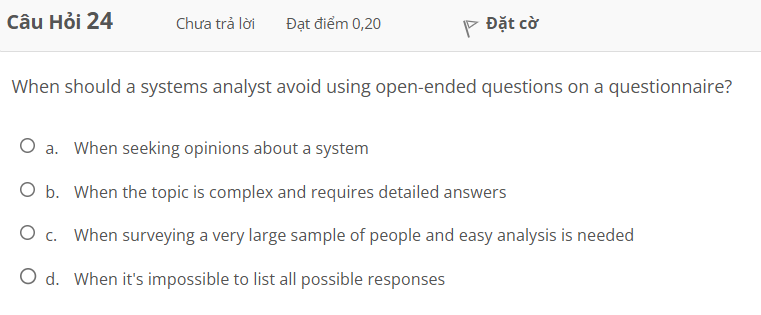 Câu Hỏi 24 Chưa trả lời Đạt điểm 0,20 Đặt cờ
When should a systems analyst avoid using open-ended questions on a questionnaire?
a. When seeking opinions about a system
b. When the topic is complex and requires detailed answers
c. When surveying a very large sample of people and easy analysis is needed
d. When it's impossible to list all possible responses